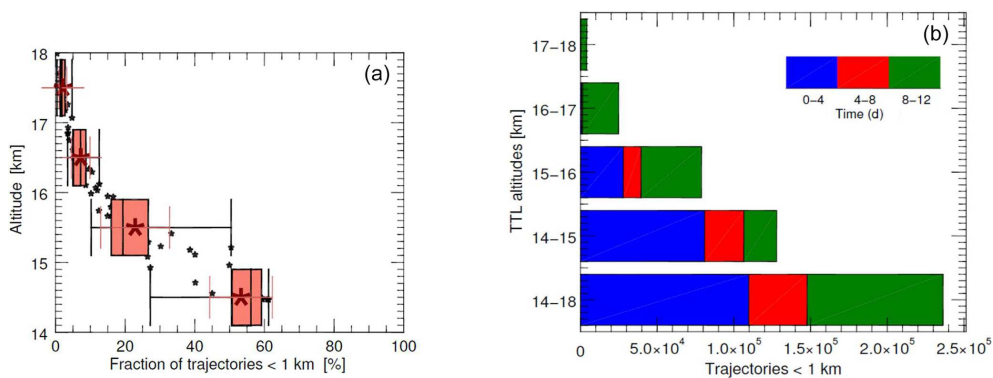 (a)
18
17
16
15
14
Altitude [km]
0 20 40 60 80 100
Fraction of trajectories < 1 km [%]
(b)
17–18
16–17
15–16
14–15
14–18
TTL altitudes [km]
0–4 4–8 8–12
Time (d)
0 5.0×10⁴ 1.0×10⁵ 1.5×10⁵ 2.0×10⁵ 2.5×10⁵
Trajectories < 1 km